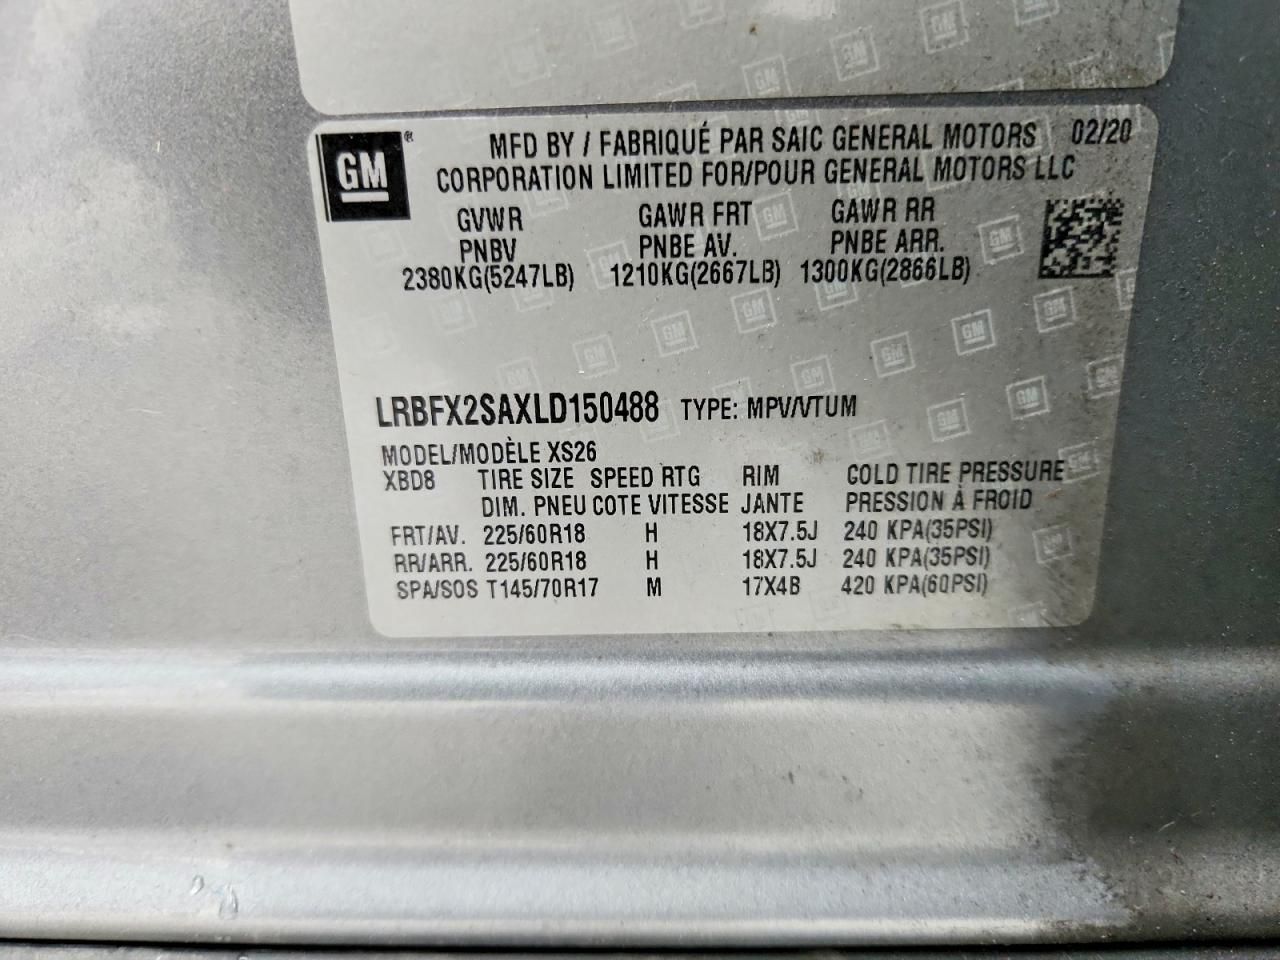 GM® MFD BY / FABRIQUÉ PAR SAIC GENERAL MOTORS 02/20
CORPORATION LIMITED FOR/POUR GENERAL MOTORS LLC
GVWR GAWR FRT GAWR RR
PNBV PNBE AV. PNBE ARR.
2380KG(5247LB) 1210KG(2667LB) 1300KG(2866LB)
LRBFX2SAXLD150488 TYPE: MPV/VTUM
MODEL/MODÈLE XS26
XBD8 TIRE SIZE SPEED RTG RIM COLD TIRE PRESSURE
DIM. PNEU COTE VITESSE JANTE PRESSION À FROID
FRT/AV. 225/60R18 H 18X7.5J 240 KPA(35PSI)
RR/ARR. 225/60R18 H 18X7.5J 240 KPA(35PSI)
SPA/SOS T145/70R17 M 17X4B 420 KPA(60PSI)